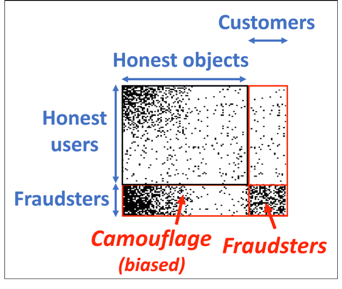 Customers
Honest objects
Honest
users
Fraudsters
Camouflage
(biased)
Fraudsters